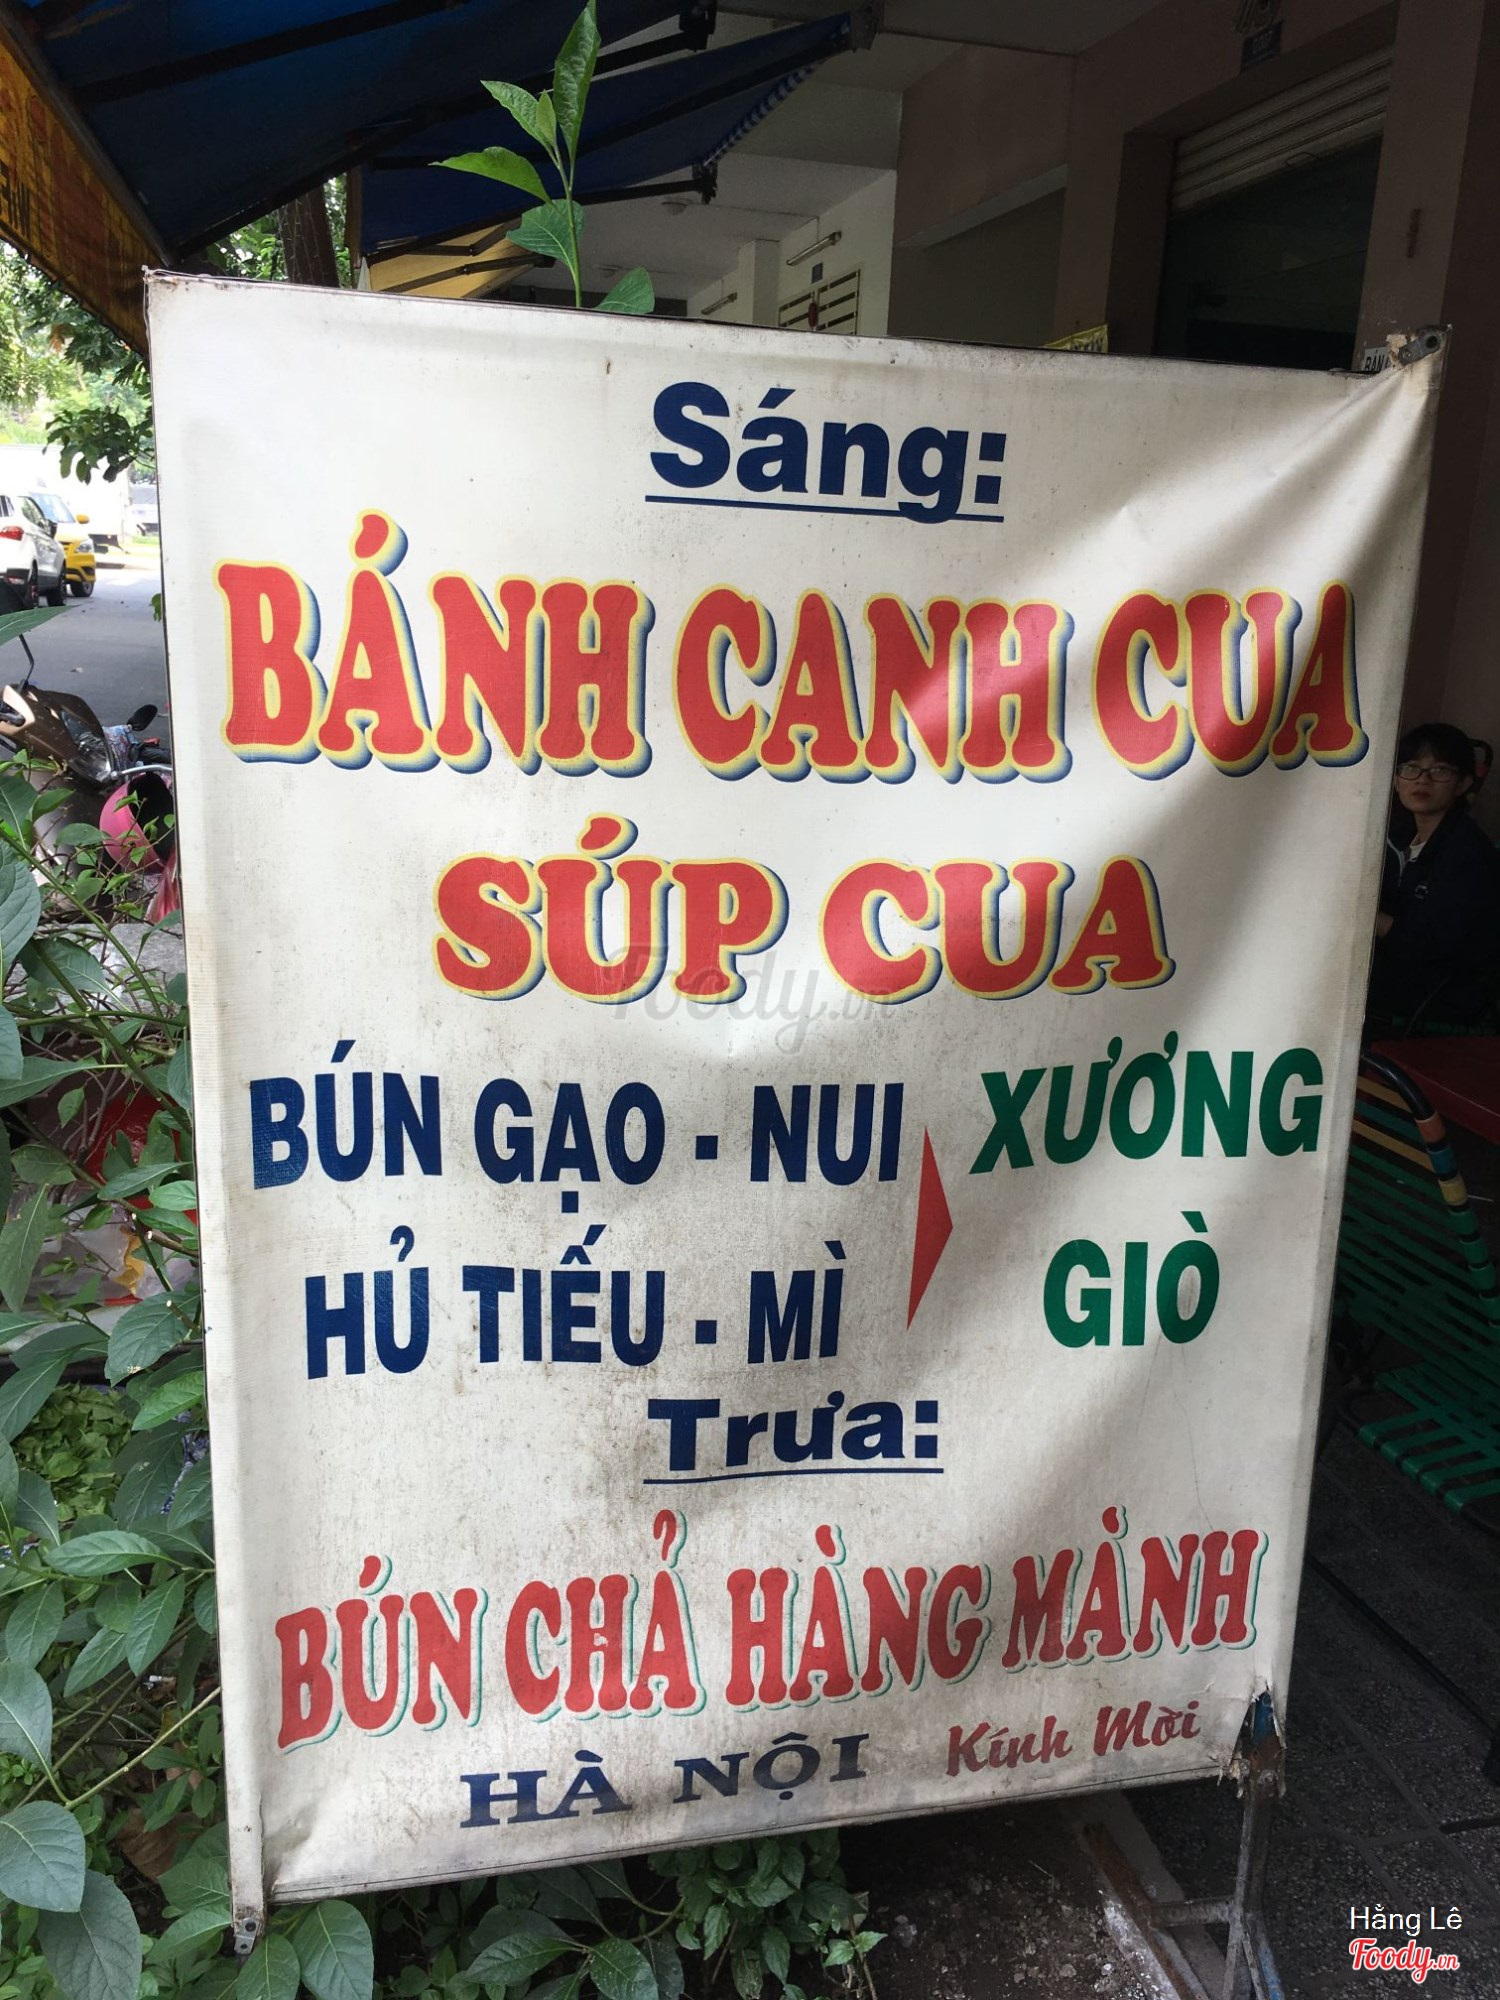 Sáng:
BÁNH CANH CUA
SÚP CUA
BÚN GẠO - NUI XƯƠNG
HỦ TIẾU - MÌ GIÒ
Trưa:
BÚN CHẢ HÀNG MÀNH
HÀ NỘI Kính Mời
Foody.vn
Hằng Lê
Foody.vn